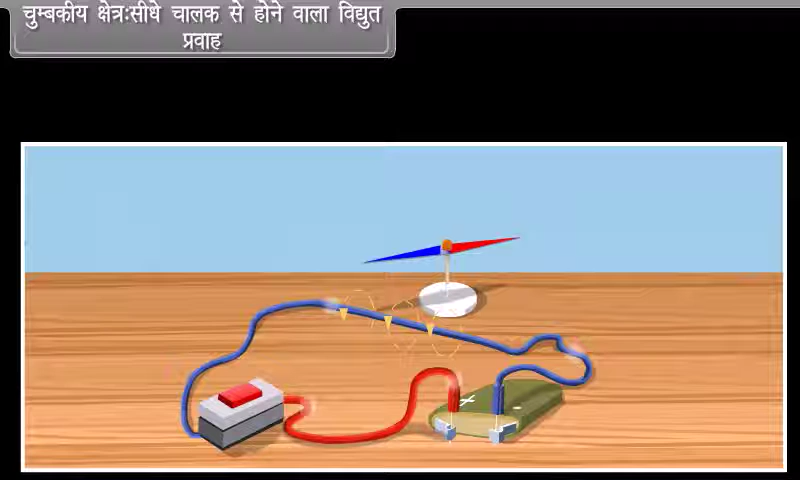 चुम्बकीय क्षेत्र:सीधे चालक से होने वाला विद्युत
प्रवाह
+
-